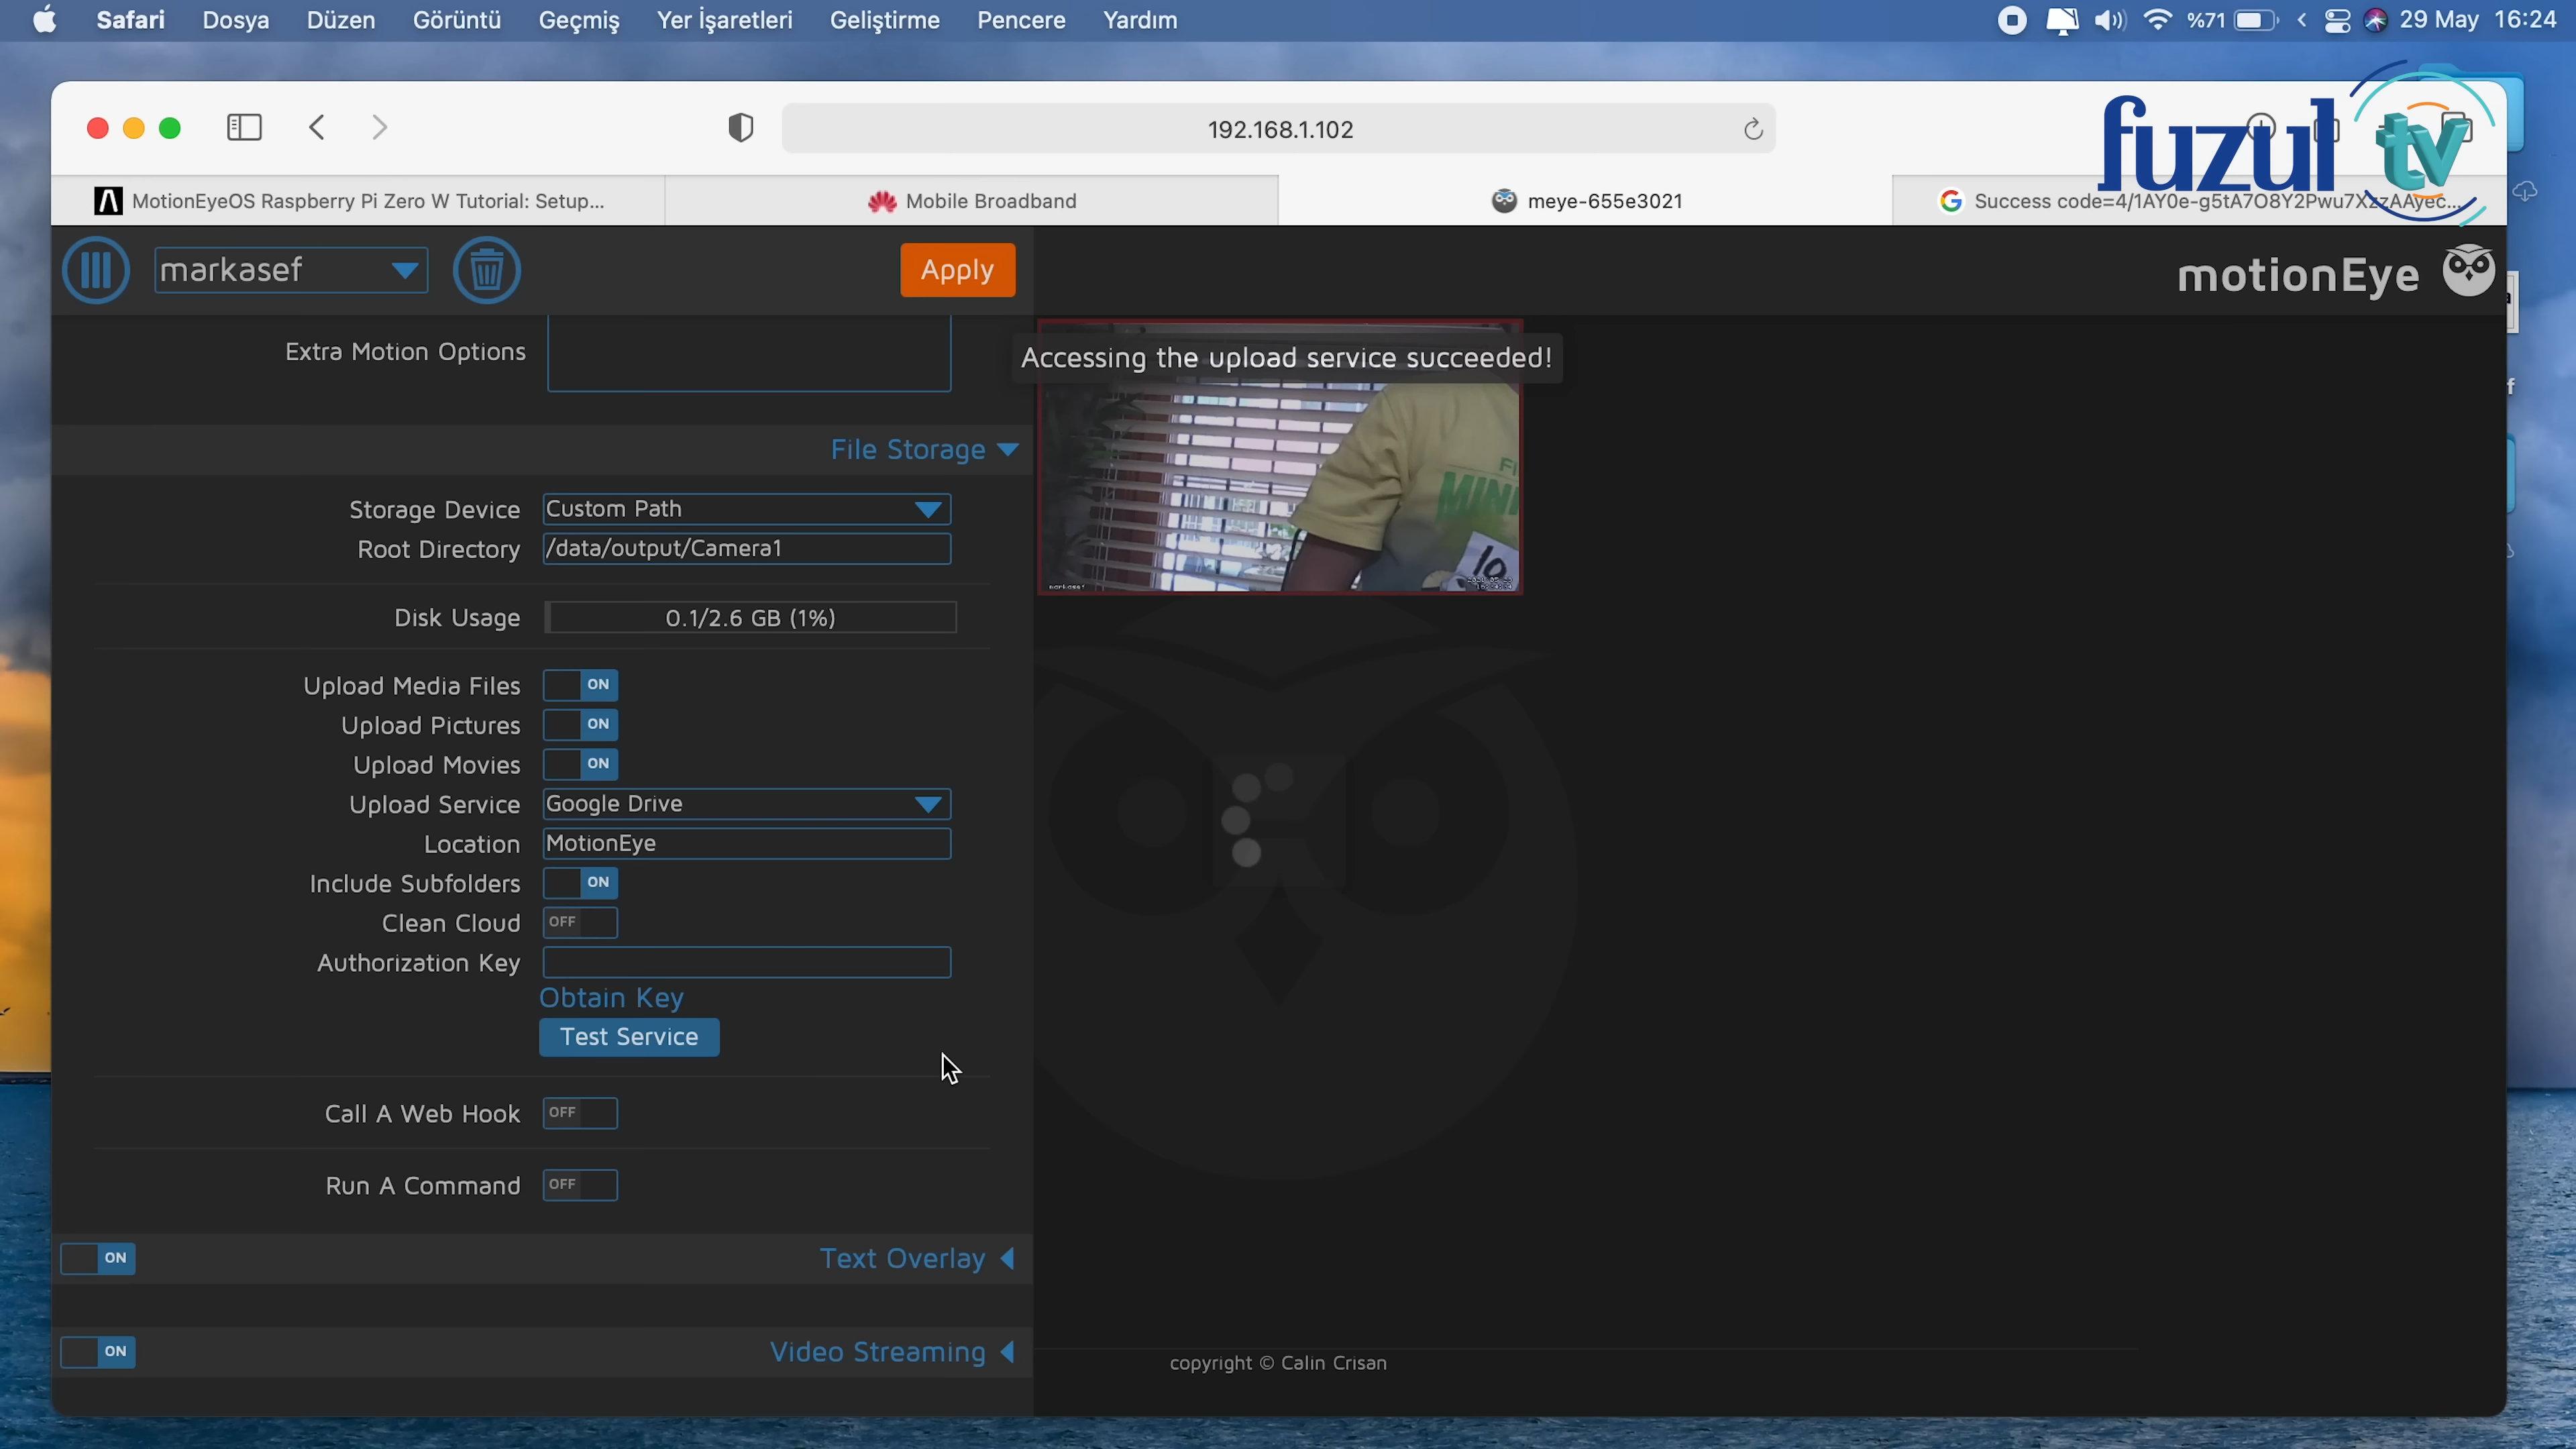 Safari Dosya Düzen Görüntü Geçmiş Yer İşaretleri Geliştirme Pencere Yardım %71 29 May 16:24
fuzul tv
192.168.1.102
MotionEyeOS Raspberry Pi Zero W Tutorial: Setup... Mobile Broadband meye-655e3021 Success code=4/1AY0e-g5tA7O8Y2Pwu7XzzAAyec...
markasef Apply motionEye
Extra Motion Options
Accessing the upload service succeeded!
File Storage
Storage Device Custom Path
Root Directory /data/output/Camera1
MINI
10
markasef
Disk Usage 0.1/2.6 GB (1%)
Upload Media Files ON
Upload Pictures ON
Upload Movies ON
Upload Service Google Drive
Location MotionEye
Include Subfolders ON
Clean Cloud OFF
Authorization Key
Obtain Key
Test Service
Call A Web Hook OFF
Run A Command OFF
ON Text Overlay
ON Video Streaming
copyright © Calin Crisan